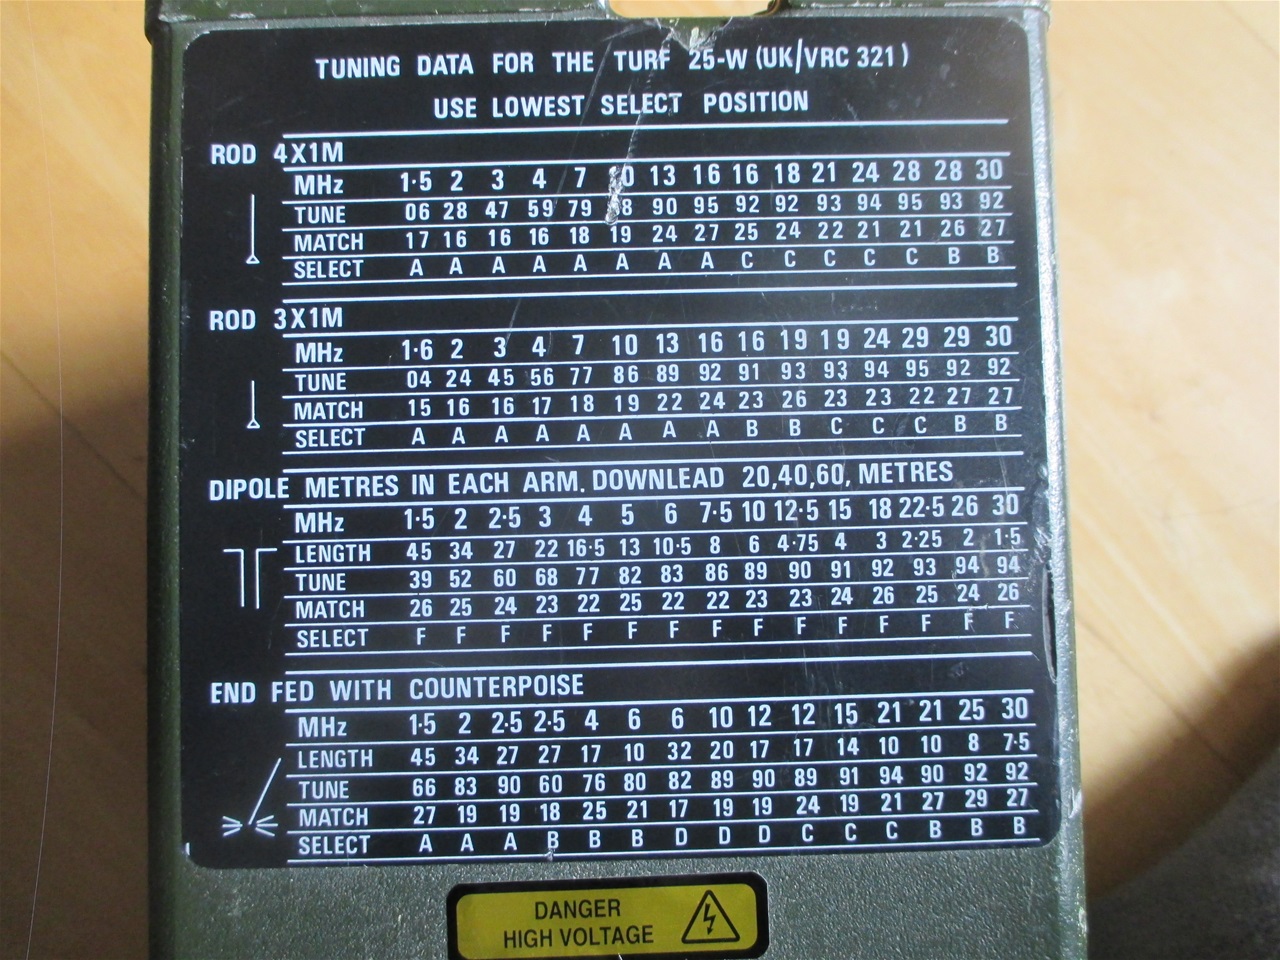 TUNING DATA FOR THE TURF 25-W (UK/VRC 321)
USE LOWEST SELECT POSITION
ROD 4X1M
MHz 1·5 2 3 4 7 10 13 16 16 18 21 24 28 28 30
TUNE 06 28 47 59 79 90 95 92 92 93 94 95 93 92
MATCH 17 16 16 16 18 19 24 27 25 24 22 21 21 26 27
SELECT A A A A A A A A C C C C C B B
ROD 3X1M
MHz 1·6 2 3 4 7 10 13 16 16 19 19 24 29 29 30
TUNE 04 24 45 56 77 86 89 92 91 93 93 94 95 92 92
MATCH 15 16 16 17 18 19 22 24 23 26 23 23 22 27 27
SELECT A A A A A A A A B B C C C B B
DIPOLE METRES IN EACH ARM. DOWNLEAD 20,40,60, METRES
MHz 1·5 2 2·5 3 4 5 6 7·5 10 12·5 15 18 22·5 26 30
LENGTH 45 34 27 22 16·5 13 10·5 8 6 4·75 4 3 2·25 2 1·5
TUNE 39 52 60 68 77 82 83 86 89 90 91 92 93 94 94
MATCH 26 25 24 23 22 25 22 22 23 23 24 26 25 24 26
SELECT F F F F F F F F F F F F F F F
END FED WITH COUNTERPOISE
MHz 1·5 2 2·5 2·5 4 6 6 10 12 12 15 21 21 25 30
LENGTH 45 34 27 27 17 10 32 20 17 17 14 10 10 8 7·5
TUNE 66 83 90 60 76 80 82 89 90 89 91 94 90 92 92
MATCH 27 19 19 18 25 21 17 19 19 24 19 21 27 29 27
SELECT A A A B B B D D D C C C B B B
DANGER
HIGH VOLTAGE